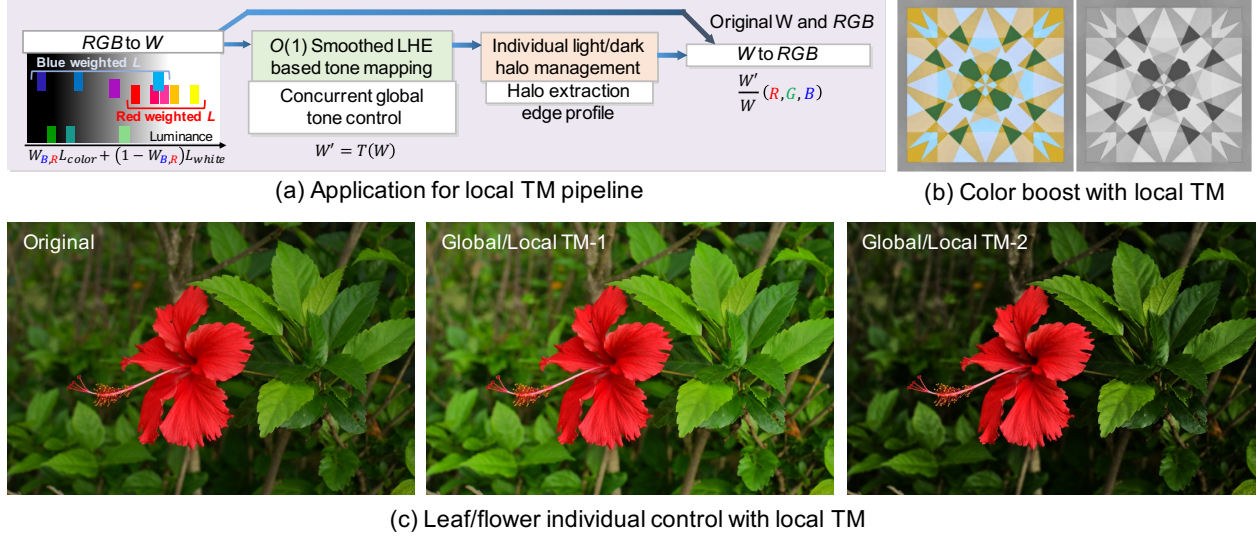 RGB to W
Blue weighted L
Red weighted L
Luminance
W_{B,R}L_{color} + (1 − W_{B,R})L_{white}
O(1) Smoothed LHE
based tone mapping
Concurrent global
tone control
W′ = T(W)
Individual light/dark
halo management
Halo extraction
edge profile
Original W and RGB
W to RGB
W′/W (R, G, B)
(a) Application for local TM pipeline
(b) Color boost with local TM
Original
Global/Local TM-1
Global/Local TM-2
(c) Leaf/flower individual control with local TM